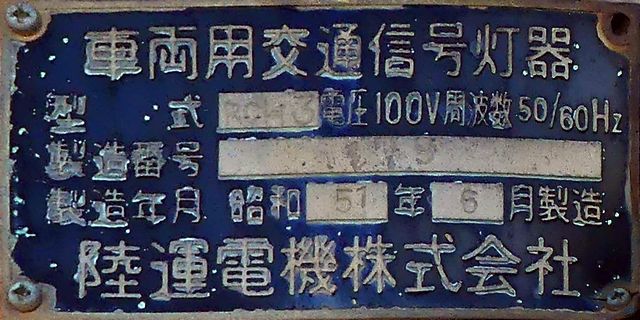 車両用交通信号灯器
型式 電圧100V周波数50/60Hz
製造番号
製造年月 昭和51年6月製造
陸運電機株式会社